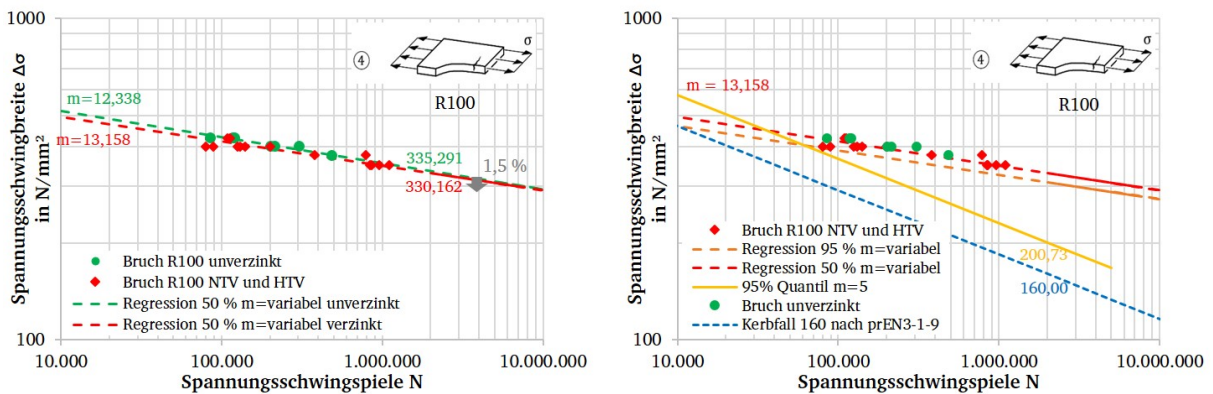 Spannungsschwingbreite Δσ
in N/mm²
1000
100
m=12,338
m=13,158
4
σ
R100
335,291
1,5 %
330,162
Bruch R100 unverzinkt
Bruch R100 NTV und HTV
Regression 50 % m=variabel unverzinkt
Regression 50 % m=variabel verzinkt
10.000
100.000
1.000.000
10.000.000
Spannungsschwingspiele N
Spannungsschwingbreite Δσ
in N/mm²
1000
100
m = 13,158
4
σ
R100
Bruch R100 NTV und HTV
Regression 95 % m=variabel
Regression 50 % m=variabel
95% Quantil m=5
Bruch unverzinkt
Kerbfall 160 nach prEN3-1-9
200,73
160,00
10.000
100.000
1.000.000
10.000.000
Spannungsschwingspiele N